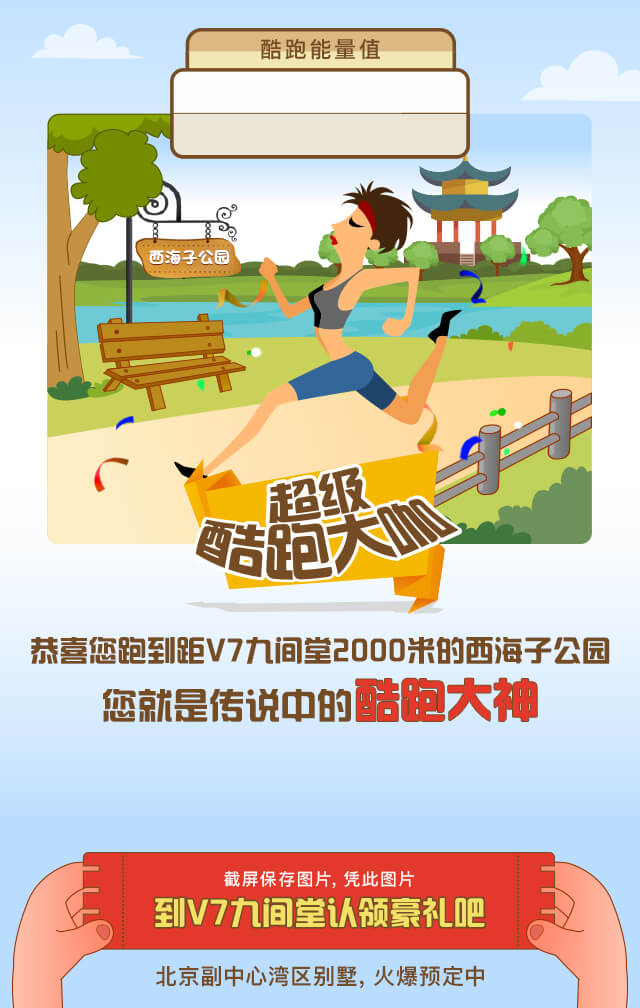 酷跑能量值
西海子公园
超级
酷跑大咖
恭喜您跑到距V7九间堂2000米的西海子公园
您就是传说中的酷跑大神
截屏保存图片, 凭此图片
到V7九间堂认领豪礼吧
北京副中心湾区别墅, 火爆预定中